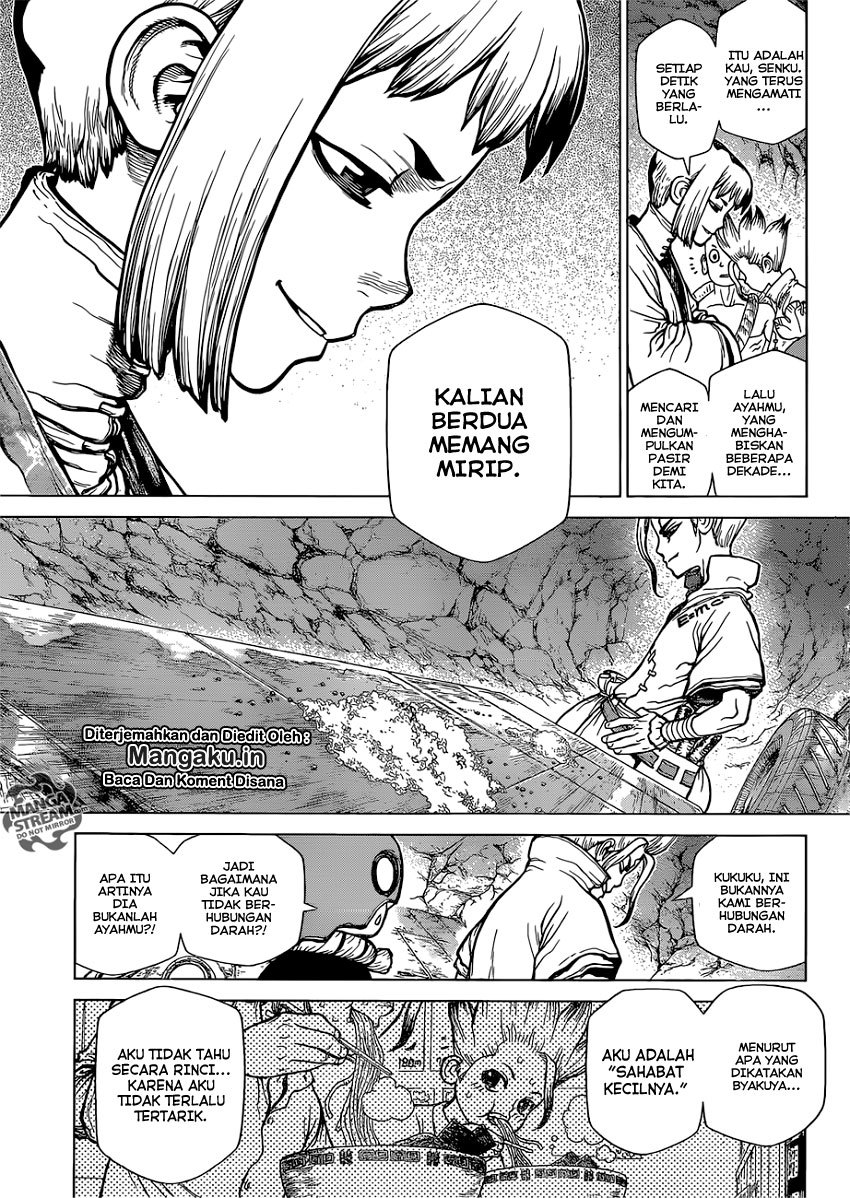 ITU ADALAH
KAU, SENKU.
YANG TERUS
MENGAMATI
...
SETIAP
DETIK
YANG
BERLA-
LU.
LALU
AYAHMU,
YANG
MENGHA-
BISKAN
BEBERAPA
DEKADE...
MENCARI
DAN
MENGUM-
PULKAN
PASIR
DEMI
KITA.
KALIAN
BERDUA
MEMANG
MIRIP.
E=mc²
Diterjemahkan dan Diedit Oleh :
Mangaku.in
Baca Dan Koment Disana
MANGA
STREAM
DO NOT MIRROR
KUKUKU, INI
BUKANNYA
KAMI BER-
HUBUNGAN
DARAH.
JADI
BAGAIMANA
JIKA KAU
TIDAK BER-
HUBUNGAN
DARAH?!
APA ITU
ARTINYA
DIA
BUKANLAH
AYAHMU?!
MENURUT
APA YANG
DIKATAKAN
BYAKUYA...
AKU ADALAH
"SAHABAT
KECILNYA."
AKU TIDAK TAHU
SECARA RINCI...
KARENA AKU
TIDAK TERLALU
TERTARIK.